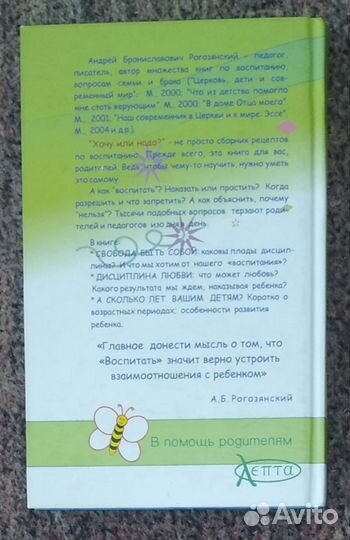 Андрей Брониславович Рогозянский - педагог,
писатель, автор множества книг по воспитанию,
вопросам семьи и брака ("Церковь, дети и сов-
ременный мир". М., 2000; "Что из детства помогло
мне стать верующим". М., 2000; "В доме Отца моего".
М., 2001; "Наш современник в Церкви и в мире. Эссе".
М., 2004 и др.).
"Хочу или надо?" - не просто сборник рецептов
по воспитанию. Прежде всего, эта книга для вас,
родителей. Ведь чтобы чему-то научить, нужно уметь
это самому.
А как "воспитать"? Наказать или простить? Когда
разрешить и что запретить? А как объяснить, почему
"нельзя"? Тысячи подобных вопросов терзают роди-
телей и педагогов изо дня в день.
В книге:
* СВОБОДА БЫТЬ СОБОЙ: каковы плоды дисцип-
лины? И что мы хотим от нашего «воспитания»?
* ДИСЦИПЛИНА ЛЮБВИ: что может любовь?
Какого результата мы ждем, наказывая ребенка?
* А СКОЛЬКО ЛЕТ ВАШИМ ДЕТЯМ? Коротко о
возрастных периодах: особенности развития
ребенка.
«Главное донести мысль о том, что
«Воспитать» значит верно устроить
взаимоотношения с ребенком»
А.Б. Рогозянский
В помощь родителям
Лепта
Avito